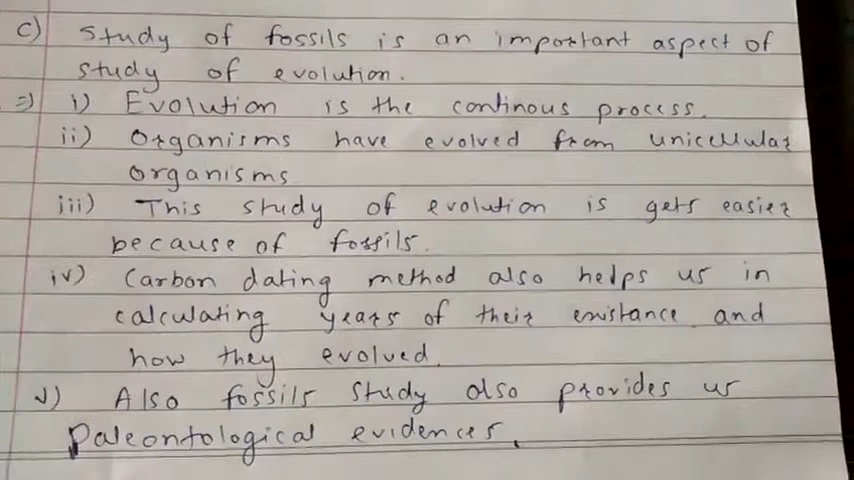 c) Study of fossils is an important aspect of
study of evolution.
=) i) Evolution is the continous process.
ii) Organisms have evolved from unicellular
organisms
iii) This study of evolution is gets easier
because of fossils.
iv) Carbon dating method also helps us in
calculating years of their existance and
how they evolved.
v) Also fossils study also provides us
Paleontological evidences.